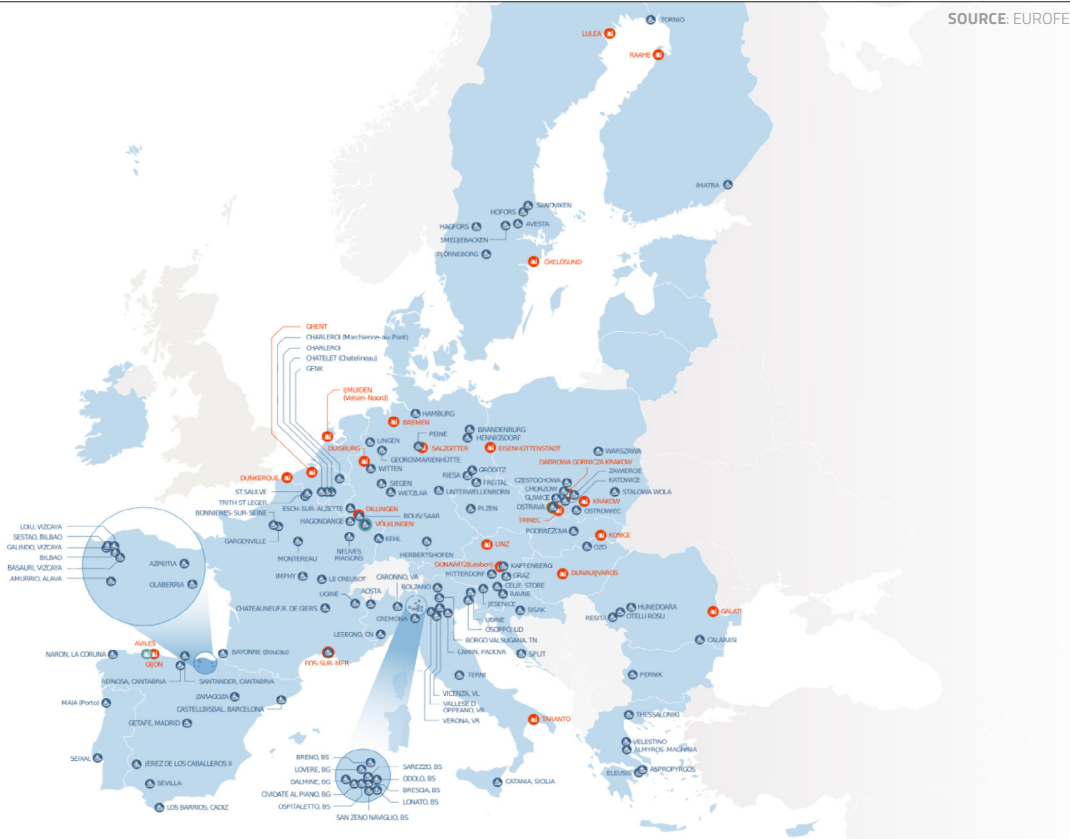 SOURCE: EUROFE
TORNIO
LULEA
RAAHE
IMATRA
SANDVIKEN
HOFORS
HAGFORS
AVESTA
SMEDJEBACKEN
BJÖRNEBORG
OXELÖSUND
GHENT
CHARLEROI (Marchienne-au-Pont)
CHARLEROI
CHATELET (Chatelineau)
GENK
IJMUIDEN
(Velsen-Noord)
HAMBURG
BREMEN
PEINE
BRANDENBURG
HENNIGSDORF
LINGEN
DUISBURG
SALZGITTER
EISENHÜTTENSTADT
WARSZAWA
GEORGSMARIENHÜTTE
DABROWA GORNICZA KRAKOW
WITTEN
GRÖDITZ
ZAWIERCIE
DUNKERQUE
RIESA
FREITAL
CZESTOCHOWA
KATOWICE
SIEGEN
CHORZOW
ST.SAULVE
WETZLAR
UNTERWELLENBORN
GLIWICE
STALOWA WOLA
TRITH ST LEGER
ESCH-SUR-ALZETTE
OSTRAVA
KRAKOW
BONNIERES-SUR-SEINE
DILLINGEN
BOUS/SAAR
PLZEN
OSTROWIEC
HAGONDANGE
VÖLKLINGEN
TRINEC
LOIU, VIZCAYA
PODBREZOVA
SESTAO, BILBAO
GARGENVILLE
KEHL
KOSICE
GALINDO, VIZCAYA
MONTEREAU
NEUVES
MAISONS
HERBERTSHOFEN
LINZ
OZD
BILBAO
AZPEITIA
BASAURI, VIZCAYA
DONAWITZ(Leoben)
KAPFENBERG
AMURRIO, ALAVA
IMPHY
LE CREUSOT
CARONNO, VA
MITTERDORF
GRAZ
DUNAUJVAROS
OLABERRIA
UGINE
AOSTA
BOLZANO
CELJE-STORE
RAVNE
CHATEAUNEUF.R. DE GIERS
JESENICE
HUNEDOARA
CREMONA
SISAK
RESITA
OTELU ROSU
GALATI
UDINE
OSOPPO, UD
LESEGNO, CN
BORGO VALSUGANA, TN
CALARASI
AVILES
NARON, LA CORUNA
BAYONNE (Boucau)
CAMIN, PADOVA
SPLIT
GIJON
FOS-SUR-MER
REINOSA, CANTABRIA
SANTANDER, CANTABRIA
TERNI
PERNIK
ZARAGOZA
VICENZA, VI.
MAIA (Porto)
CASTELLBISBAL, BARCELONA
VALLESE D.
OPPEANO, VR
THESSALONIKI
GETAFE, MADRID
VERONA, VR
TARANTO
VELESTINO
ALMYROS- MAGNISIA
SEIXAL
JEREZ DE LOS CABALLEROS II
BRENO, BS
SAREZZO, BS
ASPROPYRGOS
LOVERE, BG
ELEUSIS
SEVILLA
DALMINE, BG
ODOLO, BS
CATANIA, SICILIA
CIVIDATE AL PIANO, BG
BRESCIA, BS
LOS BARRIOS, CADIZ
OSPITALETTO, BS
LONATO, BS
SAN ZENO NAVIGLIO, BS